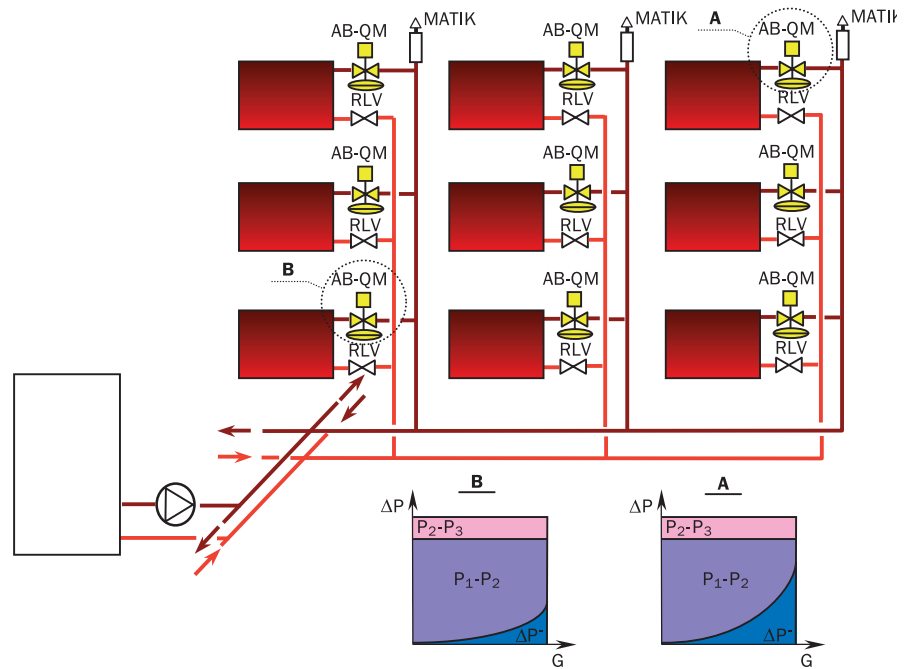 MATIK
MATIK
A
MATIK
AB-QM
AB-QM
AB-QM
RLV
RLV
RLV
AB-QM
AB-QM
AB-QM
RLV
RLV
RLV
B
AB-QM
AB-QM
AB-QM
RLV
RLV
RLV
B
A
ΔP
ΔP
P₂-P₃
P₂-P₃
P₁-P₂
P₁-P₂
ΔP-
ΔP-
G
G